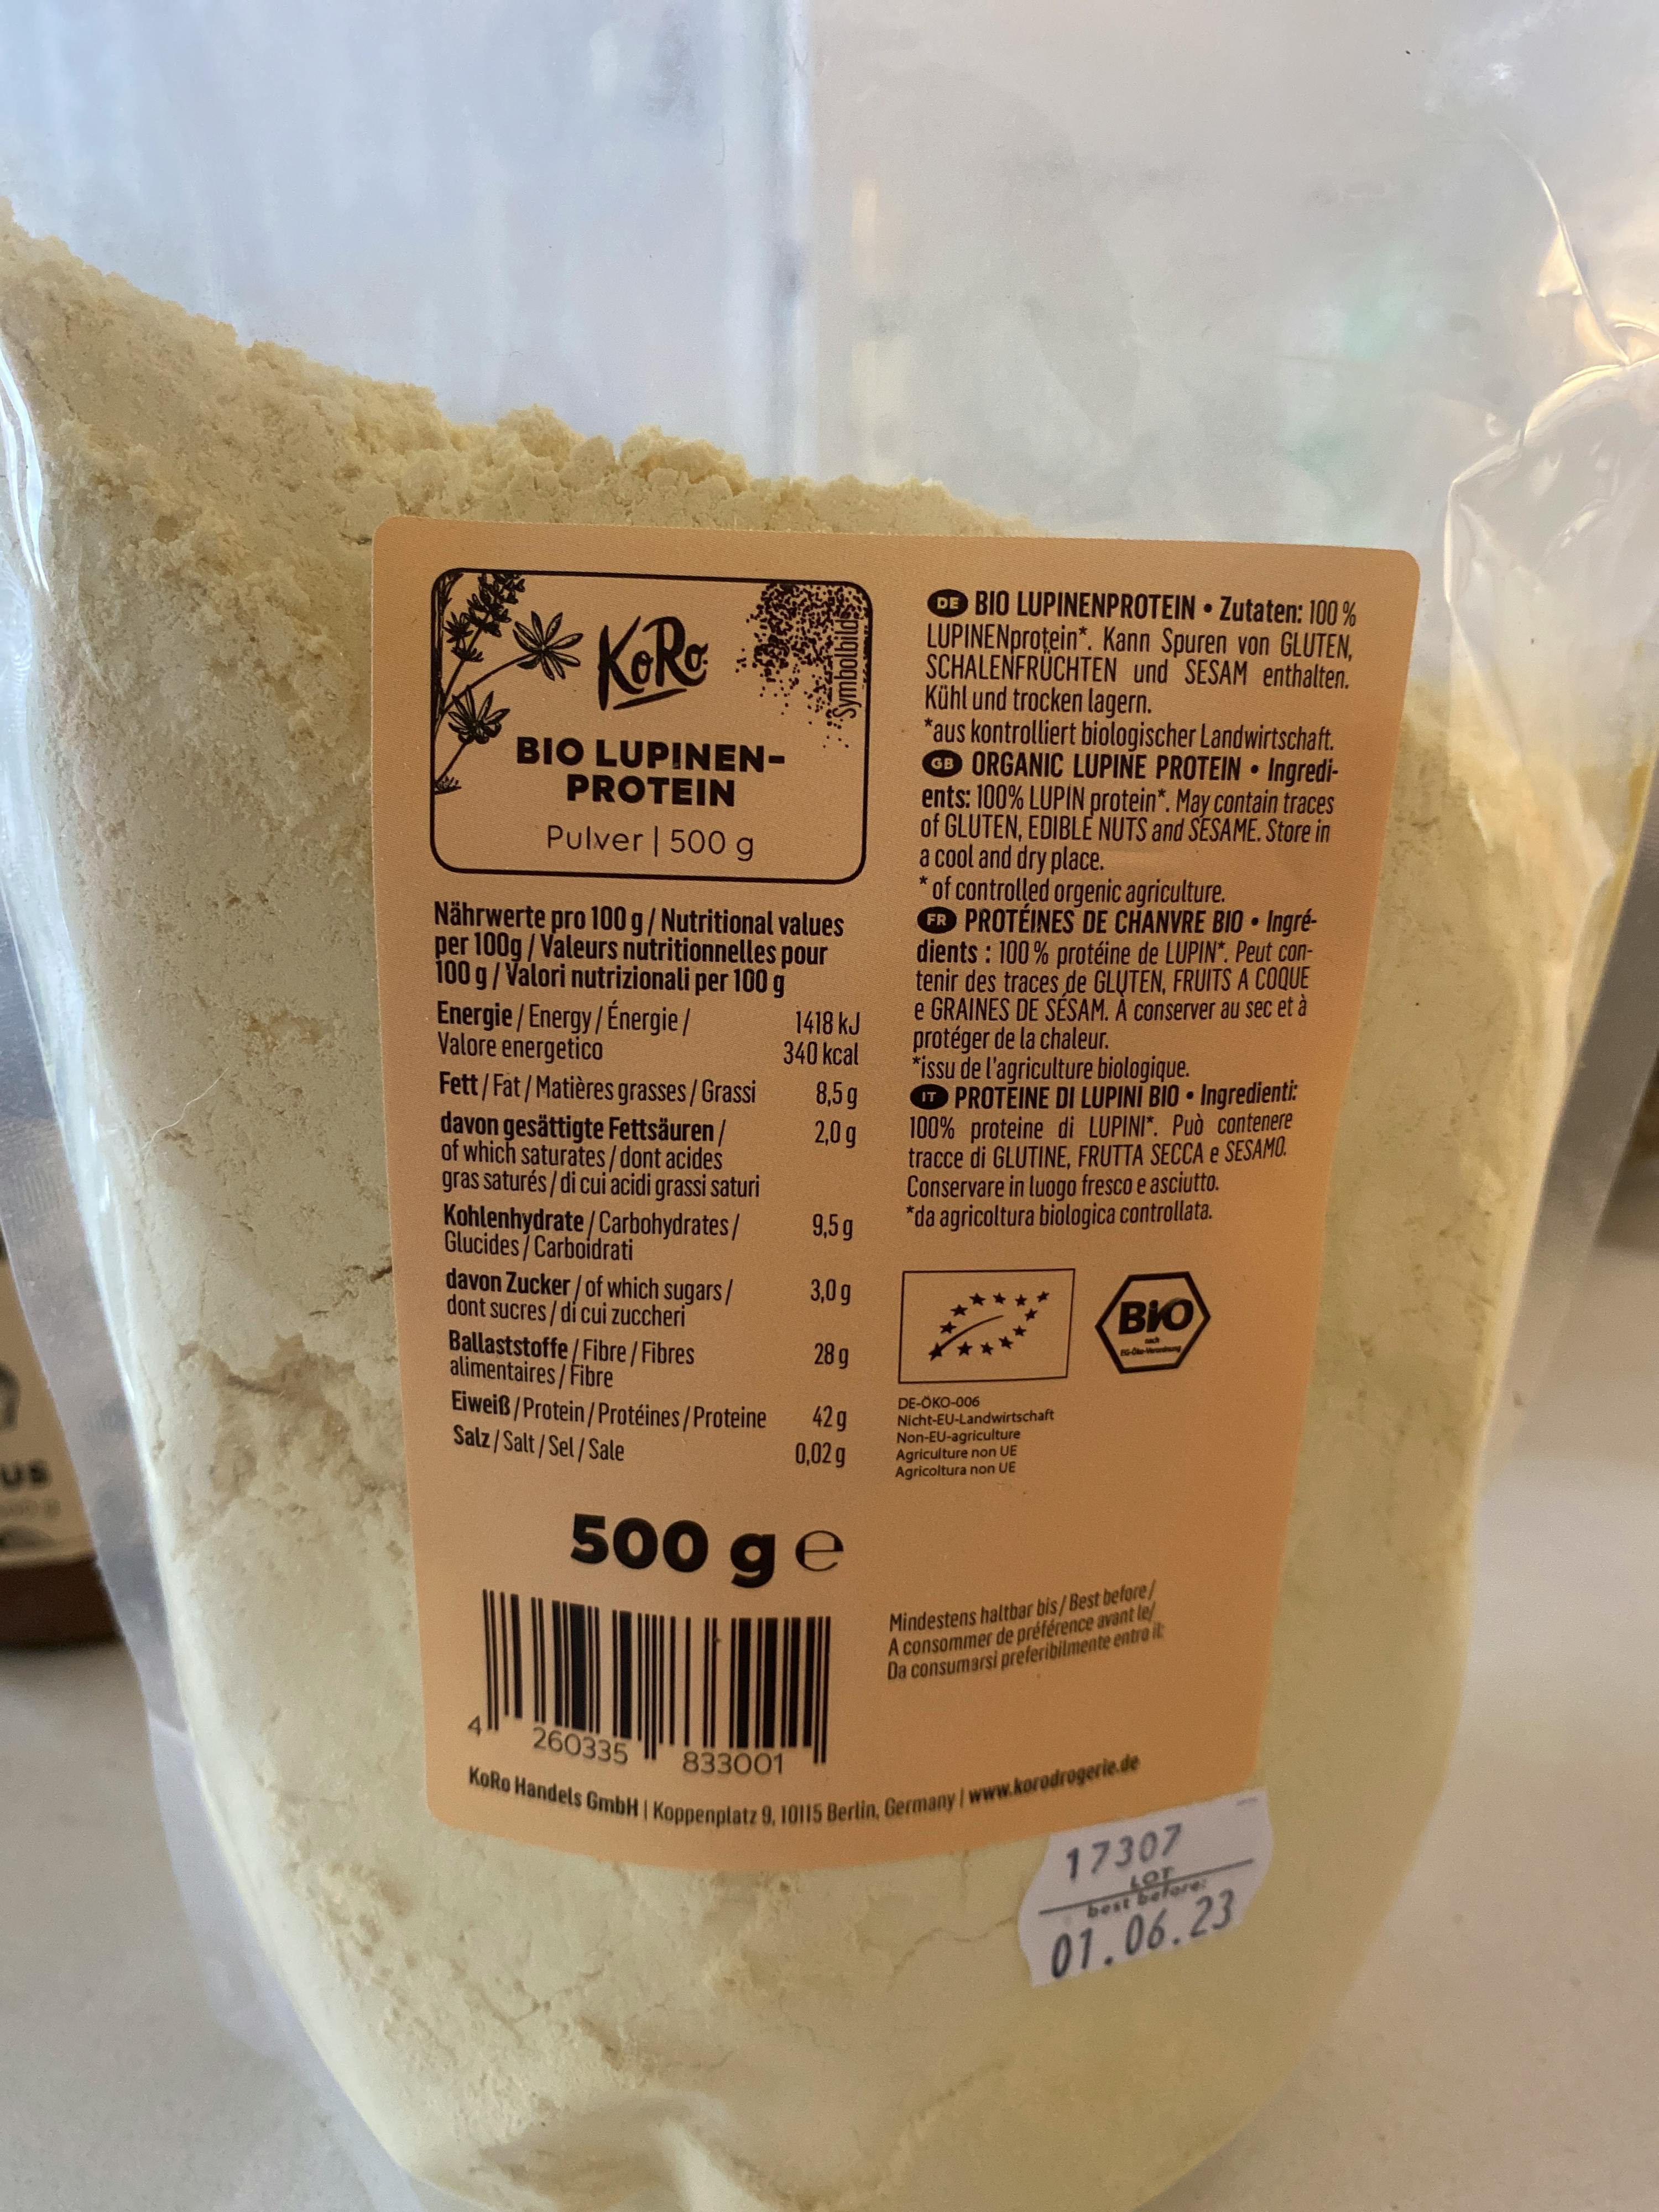 KoRo
Symbolbild
BIO LUPINEN-
PROTEIN
Pulver | 500 g
Nährwerte pro 100 g / Nutritional values
per 100g / Valeurs nutritionnelles pour
100 g / Valori nutrizionali per 100 g
Energie / Energy / Énergie / 1418 kJ
Valore energetico 340 kcal
Fett / Fat / Matières grasses / Grassi 8,5 g
davon gesättigte Fettsäuren / 2,0 g
of which saturates / dont acides
gras saturés / di cui acidi grassi saturi
Kohlenhydrate / Carbohydrates / 9,5 g
Glucides / Carboidrati
davon Zucker / of which sugars / 3,0 g
dont sucres / di cui zuccheri
Ballaststoffe / Fibre / Fibres 28 g
alimentaires / Fibre
Eiweiß / Protein / Protéines / Proteine 42 g
Salz / Salt / Sel / Sale 0,02 g
500 g e
4 260335 833001
DE BIO LUPINENPROTEIN • Zutaten: 100 %
LUPINENprotein*. Kann Spuren von GLUTEN,
SCHALENFRÜCHTEN und SESAM enthalten.
Kühl und trocken lagern.
*aus kontrolliert biologischer Landwirtschaft.
GB ORGANIC LUPINE PROTEIN • Ingredi-
ents: 100% LUPIN protein*. May contain traces
of GLUTEN, EDIBLE NUTS and SESAME. Store in
a cool and dry place.
* of controlled orgenic agriculture.
FR PROTÉINES DE CHANVRE BIO • Ingré-
dients : 100 % protéine de LUPIN*. Peut con-
tenir des traces de GLUTEN, FRUITS A COQUE
e GRAINES DE SÉSAM. À conserver au sec et à
protéger de la chaleur.
*issu de l'agriculture biologique.
IT PROTEINE DI LUPINI BIO • Ingredienti:
100% proteine di LUPINI*. Può contenere
tracce di GLUTINE, FRUTTA SECCA e SESAMO.
Conservare in luogo fresco e asciutto.
*da agricoltura biologica controllata.
BIO
nach
EG-Öko-Verordnung
DE-ÖKO-006
Nicht-EU-Landwirtschaft
Non-EU-agriculture
Agriculture non UE
Agricoltura non UE
Mindestens haltbar bis / Best before /
A consommer de préférence avant le/
Da consumarsi preferibilmente entro il:
KoRo Handels GmbH | Koppenplatz 9, 10115 Berlin, Germany | www.korodrogerie.de
17307
LOT
best before:
01.06.23